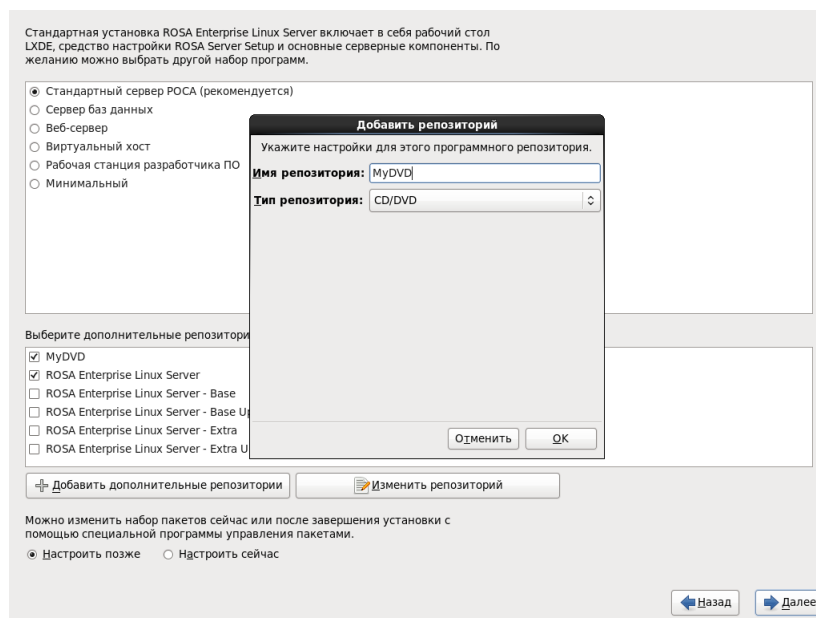 Стандартная установка ROSA Enterprise Linux Server включает в себя рабочий стол
LXDE, средство настройки ROSA Server Setup и основные серверные компоненты. По
желанию можно выбрать другой набор программ.
Стандартный сервер РОСА (рекомендуется)
Сервер баз данных
Веб-сервер
Виртуальный хост
Рабочая станция разработчика ПО
Минимальный
Добавить репозиторий
Укажите настройки для этого программного репозитория.
Имя репозитория: MyDVD
Тип репозитория: CD/DVD
Отменить
OK
Выберите дополнительные репозитори
MyDVD
ROSA Enterprise Linux Server
ROSA Enterprise Linux Server - Base
ROSA Enterprise Linux Server - Base Up
ROSA Enterprise Linux Server - Extra
ROSA Enterprise Linux Server - Extra U
Добавить дополнительные репозитории
Изменить репозиторий
Можно изменить набор пакетов сейчас или после завершения установки с
помощью специальной программы управления пакетами.
Настроить позже Настроить сейчас
Назад
Далее